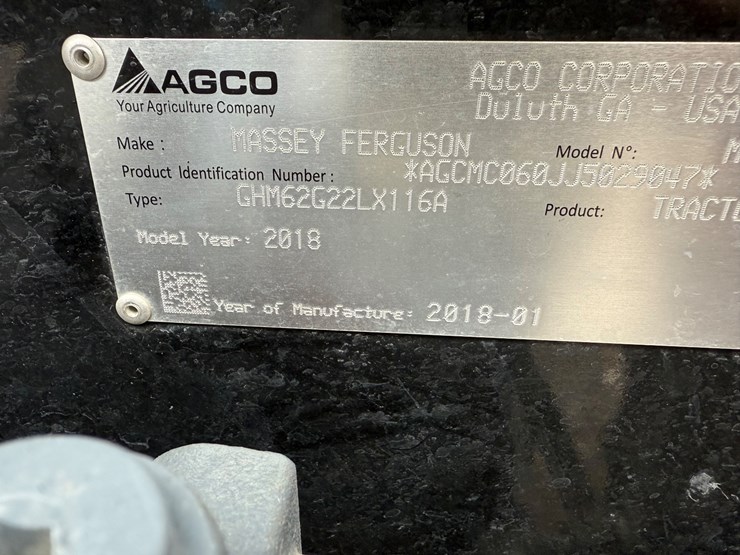 AGCO
Your Agriculture Company
AGCO CORPORATIO
Duluth GA - USA
Make : MASSEY FERGUSON Model N°: M
Product Identification Number : *AGCMC060JJ5029047*
Type: GHM62G22LX116A Product: TRACTO
Model Year: 2018
Year of Manufacture: 2018-01